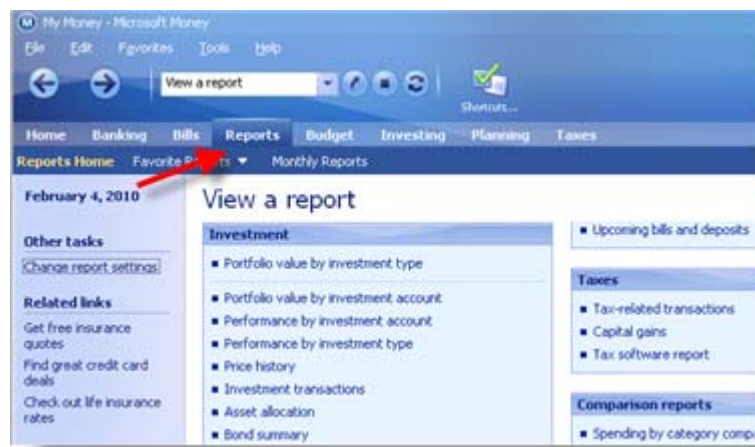 My Money - Microsoft Money
File Edit Favorites Tools Help
View a report
Shortcuts...
Home Banking Bills Reports Budget Investing Planning Taxes
Reports Home Favorite Monthly Reports
February 4, 2010
Other tasks
Change report settings
Related links
Get free insurance
quotes
Find great credit card
deals
Check out life insurance
rates
View a report
Investment
Portfolio value by investment type
Portfolio value by investment account
Performance by investment account
Performance by investment type
Price history
Investment transactions
Asset allocation
Bond summary
Upcoming bills and deposits
Taxes
Tax-related transactions
Capital gains
Tax software report
Comparison reports
Spending by category